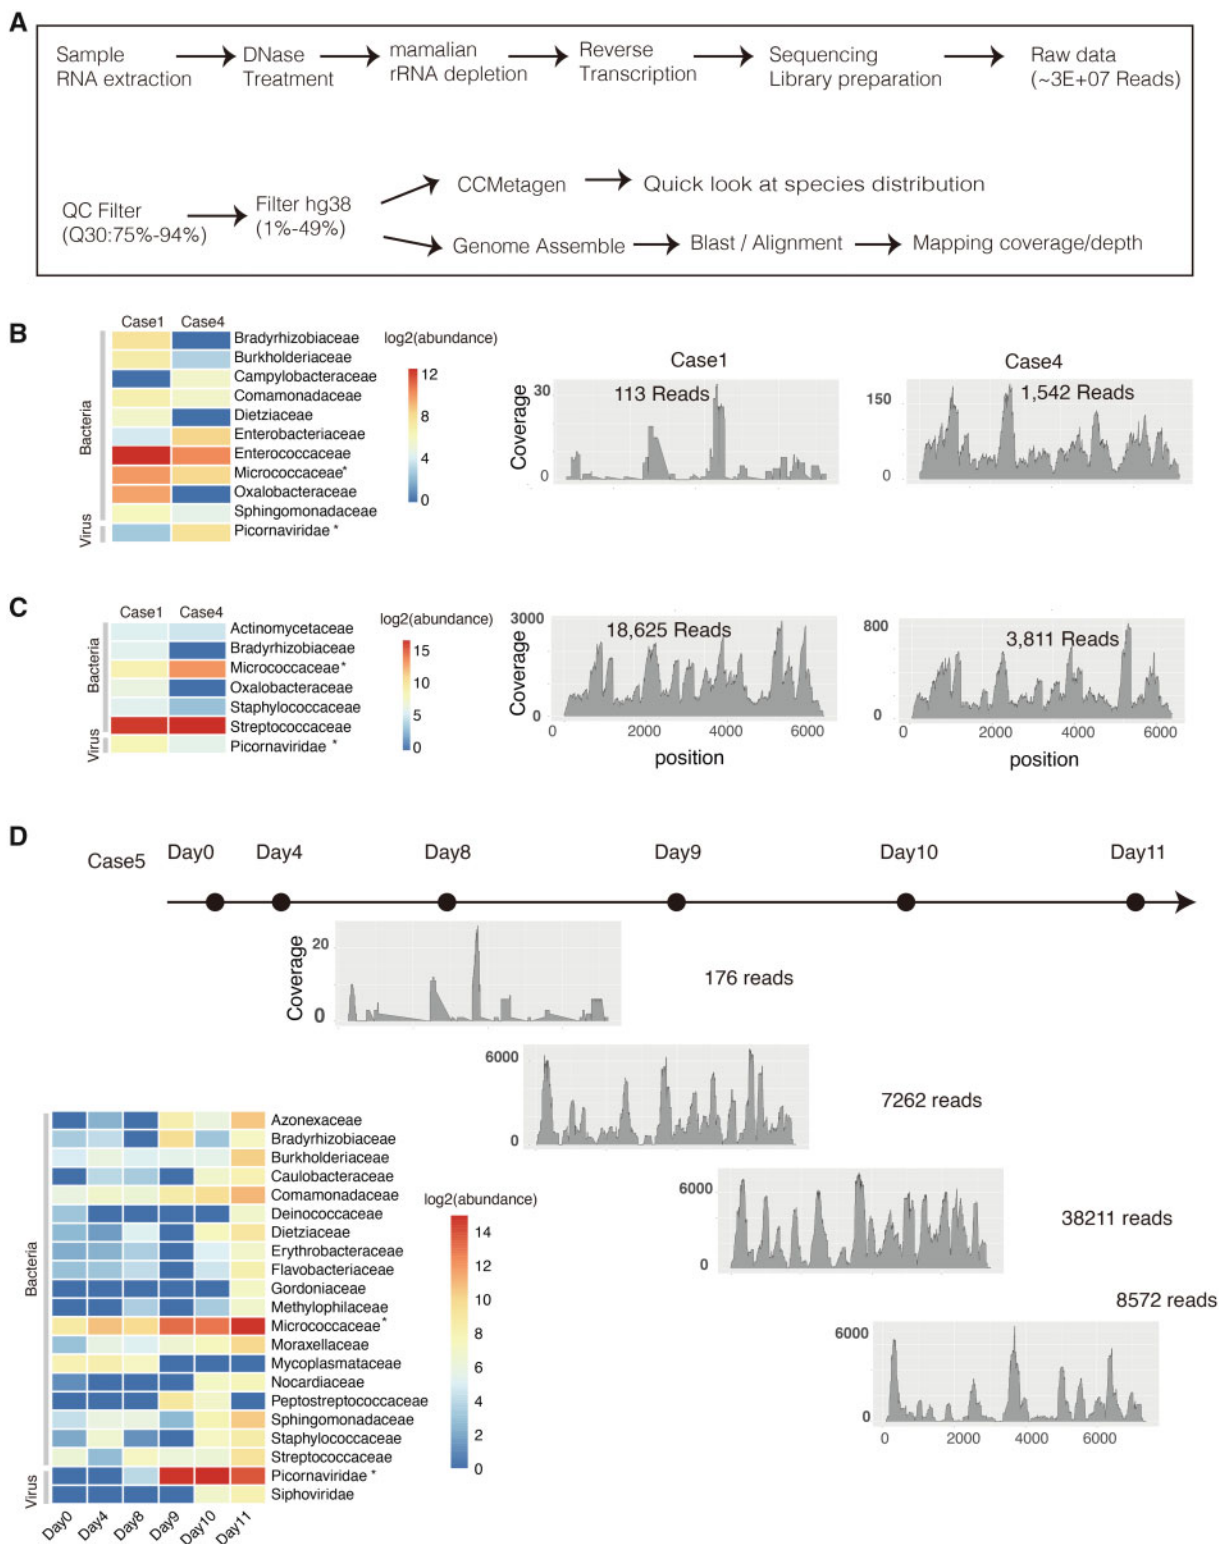 A
Sample
RNA extraction
DNase
Treatment
mamalian
rRNA depletion
Reverse
Transcription
Sequencing
Library preparation
Raw data
(~3E+07 Reads)
QC Filter
(Q30:75%-94%)
Filter hg38
(1%-49%)
CCMetagen
Quick look at species distribution
Genome Assemble
Blast / Alignment
Mapping coverage/depth
B
Case1 Case4
Bacteria
Virus
Bradyrhizobiaceae
Burkholderiaceae
Campylobacteraceae
Comamonadaceae
Dietziaceae
Enterobacteriaceae
Enterococcaceae
Micrococcaceae*
Oxalobacteraceae
Sphingomonadaceae
Picornaviridae *
log2(abundance)
12
8
4
0
Case1
Coverage
30
0
113 Reads
Case4
150
0
1,542 Reads
C
Case1 Case4
Bacteria
Virus
Actinomycetaceae
Bradyrhizobiaceae
Micrococcaceae*
Oxalobacteraceae
Staphylococcaceae
Streptococcaceae
Picornaviridae *
log2(abundance)
15
10
5
0
Coverage
3000
0
18,625 Reads
0 2000 4000 6000
position
800
0
3,811 Reads
0 2000 4000 6000
position
D
Case5
Day0 Day4 Day8 Day9 Day10 Day11
Coverage
20
0
176 reads
6000
0
7262 reads
6000
0
38211 reads
8572 reads
6000
0
0 2000 4000 6000
Bacteria
Virus
Azonexaceae
Bradyrhizobiaceae
Burkholderiaceae
Caulobacteraceae
Comamonadaceae
Deinococcaceae
Dietziaceae
Erythrobacteraceae
Flavobacteriaceae
Gordoniaceae
Methylophilaceae
Micrococcaceae*
Moraxellaceae
Mycoplasmataceae
Nocardiaceae
Peptostreptococcaceae
Sphingomonadaceae
Staphylococcaceae
Streptococcaceae
Picornaviridae *
Siphoviridae
Day0 Day4 Day8 Day9 Day10 Day11
log2(abundance)
14
12
10
8
6
4
2
0